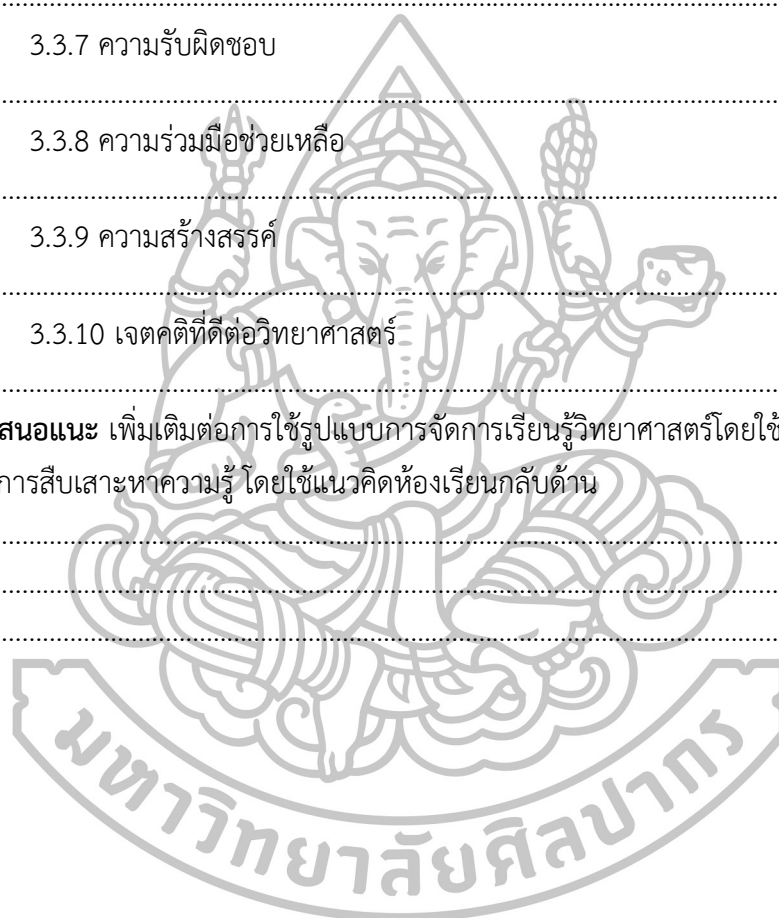 ................................................................................
3.3.7 ความรับผิดชอบ
................................................................................
3.3.8 ความร่วมมือช่วยเหลือ
................................................................................
3.3.9 ความสร้างสรรค์
................................................................................
3.3.10 เจตคติที่ดีต่อวิทยาศาสตร์
................................................................................
สนอแนะ เพิ่มเติมต่อการใช้รูปแบบการจัดการเรียนรู้วิทยาศาสตร์โดยใช้
การสืบเสาะหาความรู้ โดยใช้แนวคิดห้องเรียนกลับด้าน
................................................................................
................................................................................
................................................................................
มหาวิทยาลัยศิลปากร